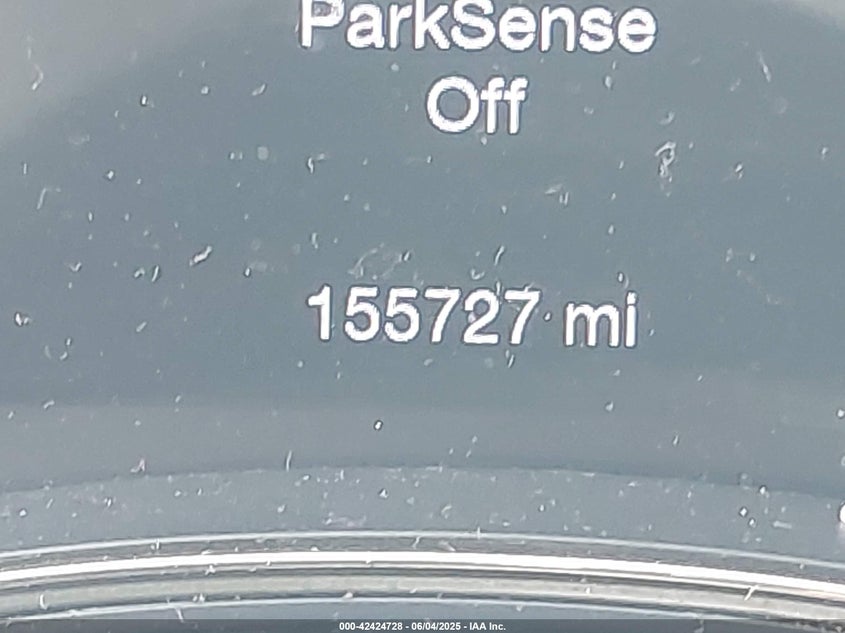 ParkSense
Off
155727 mi
000-42424728 - 06/04/2025 - IAA Inc.